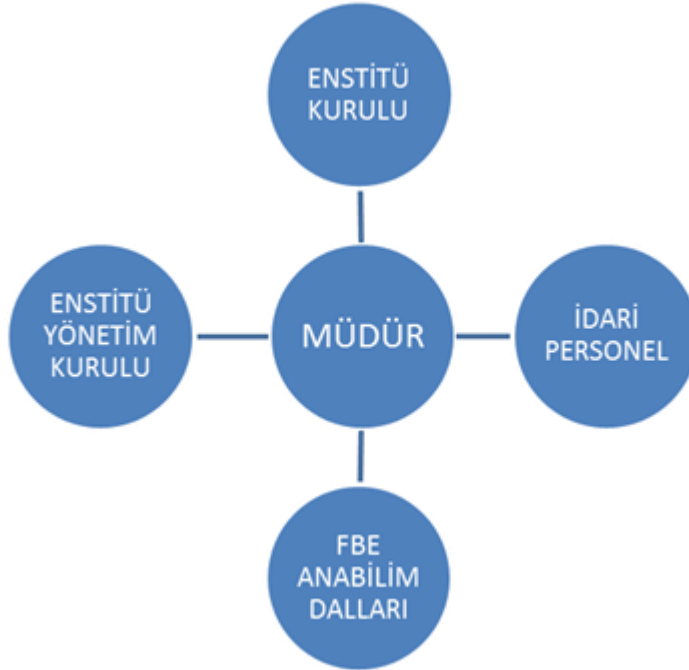 ENSTİTÜ
KURULU
ENSTİTÜ
YÖNETİM
KURULU
MÜDÜR
İDARİ
PERSONEL
FBE
ANABİLİM
DALLARI